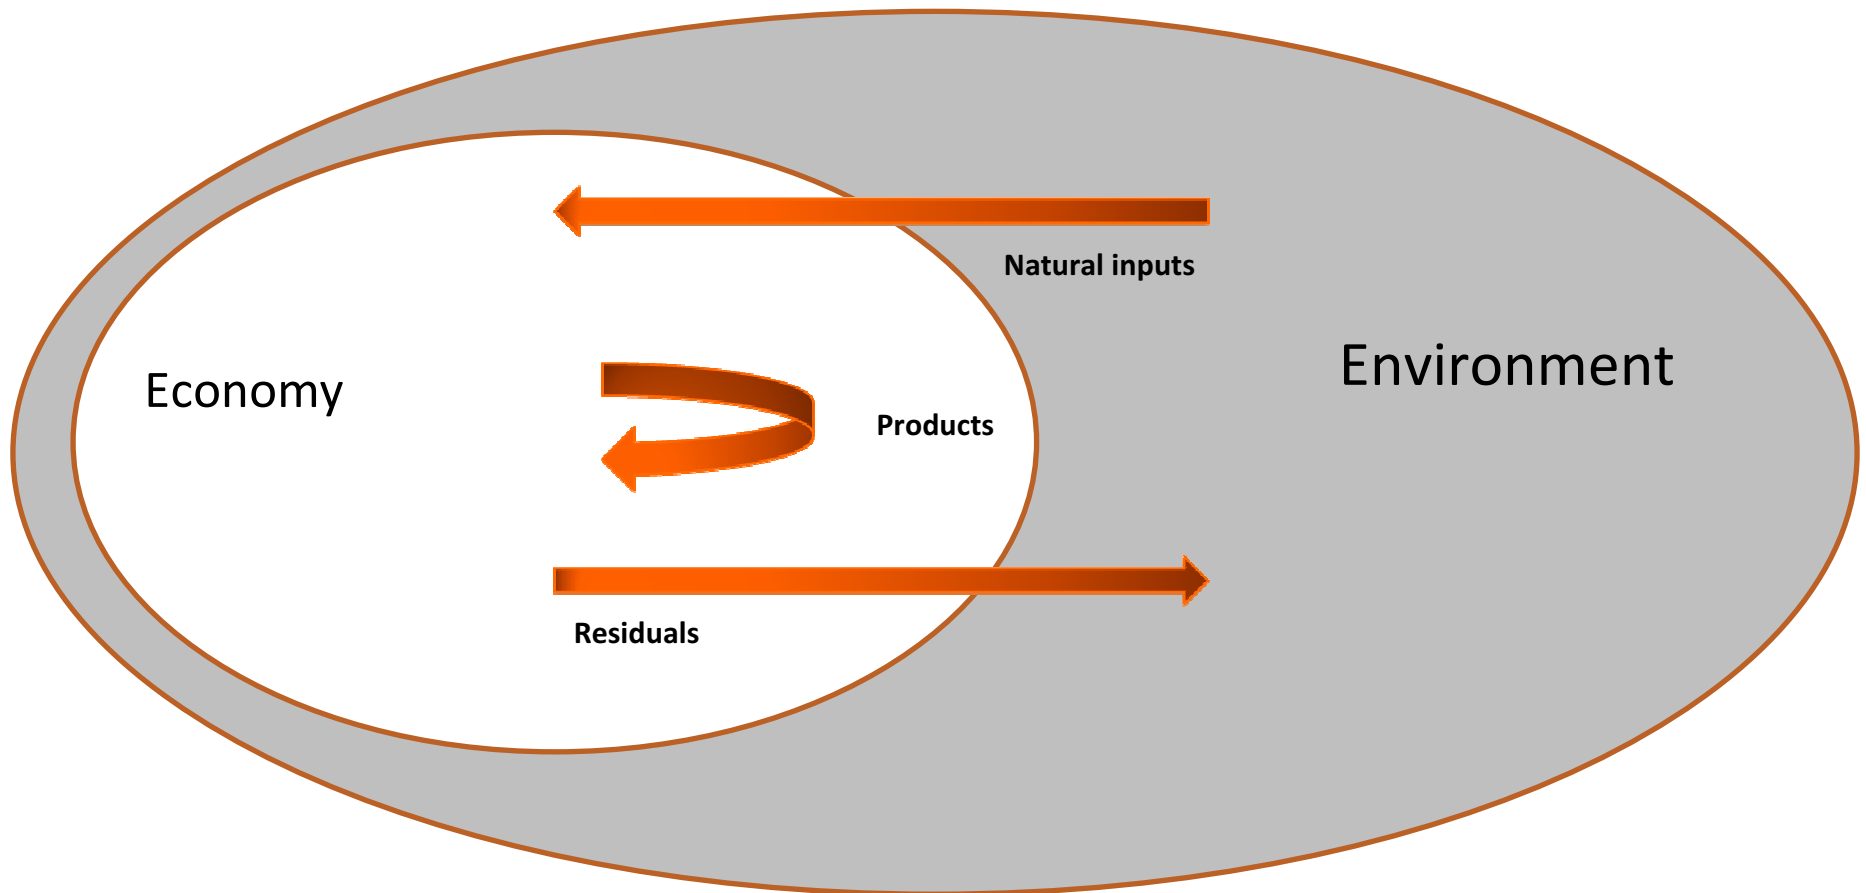 Natural inputs
Environment
Economy
Products
Residuals